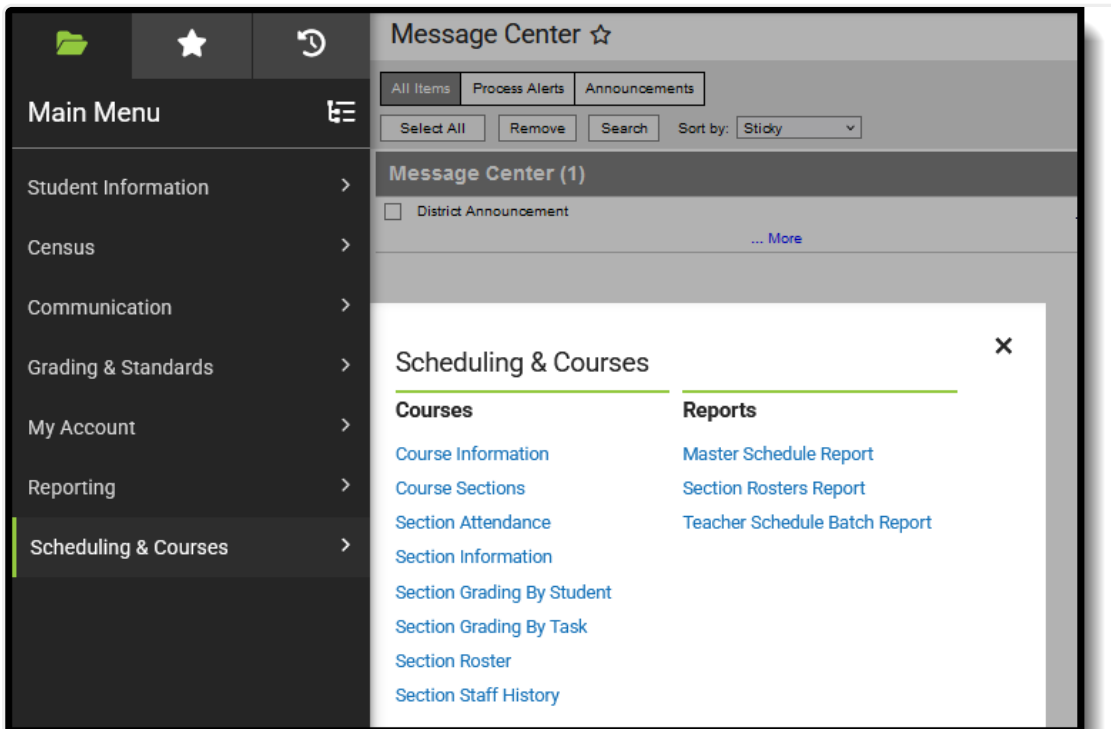 Main Menu
Student Information
Census
Communication
Grading & Standards
My Account
Reporting
Scheduling & Courses
Message Center
All Items Process Alerts Announcements
Select All Remove Search Sort by: Sticky
Message Center (1)
District Announcement
... More
Scheduling & Courses
Courses
Course Information
Course Sections
Section Attendance
Section Information
Section Grading By Student
Section Grading By Task
Section Roster
Section Staff History
Reports
Master Schedule Report
Section Rosters Report
Teacher Schedule Batch Report